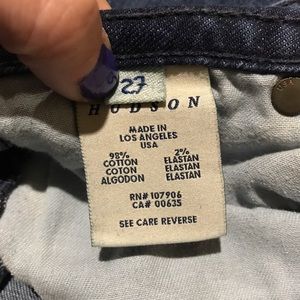 27
HUDSON
MADE IN
LOS ANGELES
USA
98% 2%
COTTON ELASTAN
COTON ELASTAN
ALGODON ELASTAN
RN# 107906
CA# 00635
SEE CARE REVERSE